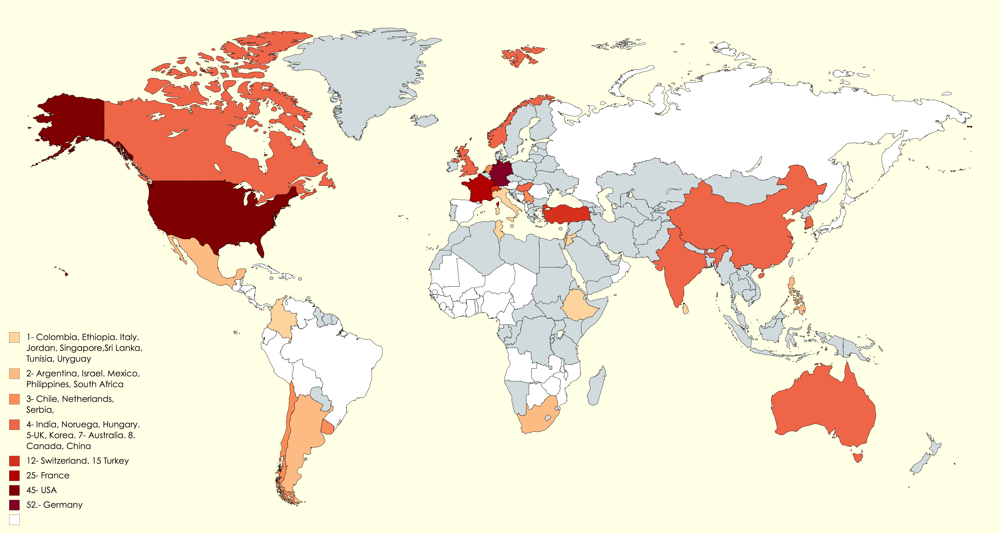 1- Colombia, Ethiopia. Italy.
Jordan, Singapore,Sri Lanka,
Tunisia, Uryguay
2- Argentina, Israel. Mexico,
Philippines, South Africa
3- Chile, Netherlands,
Serbia,
4- India, Noruega, Hungary.
5-UK, Korea. 7- Australia. 8.
Canada, China
12- Switzerland. 15 Turkey
25- France
45- USA
52.- Germany